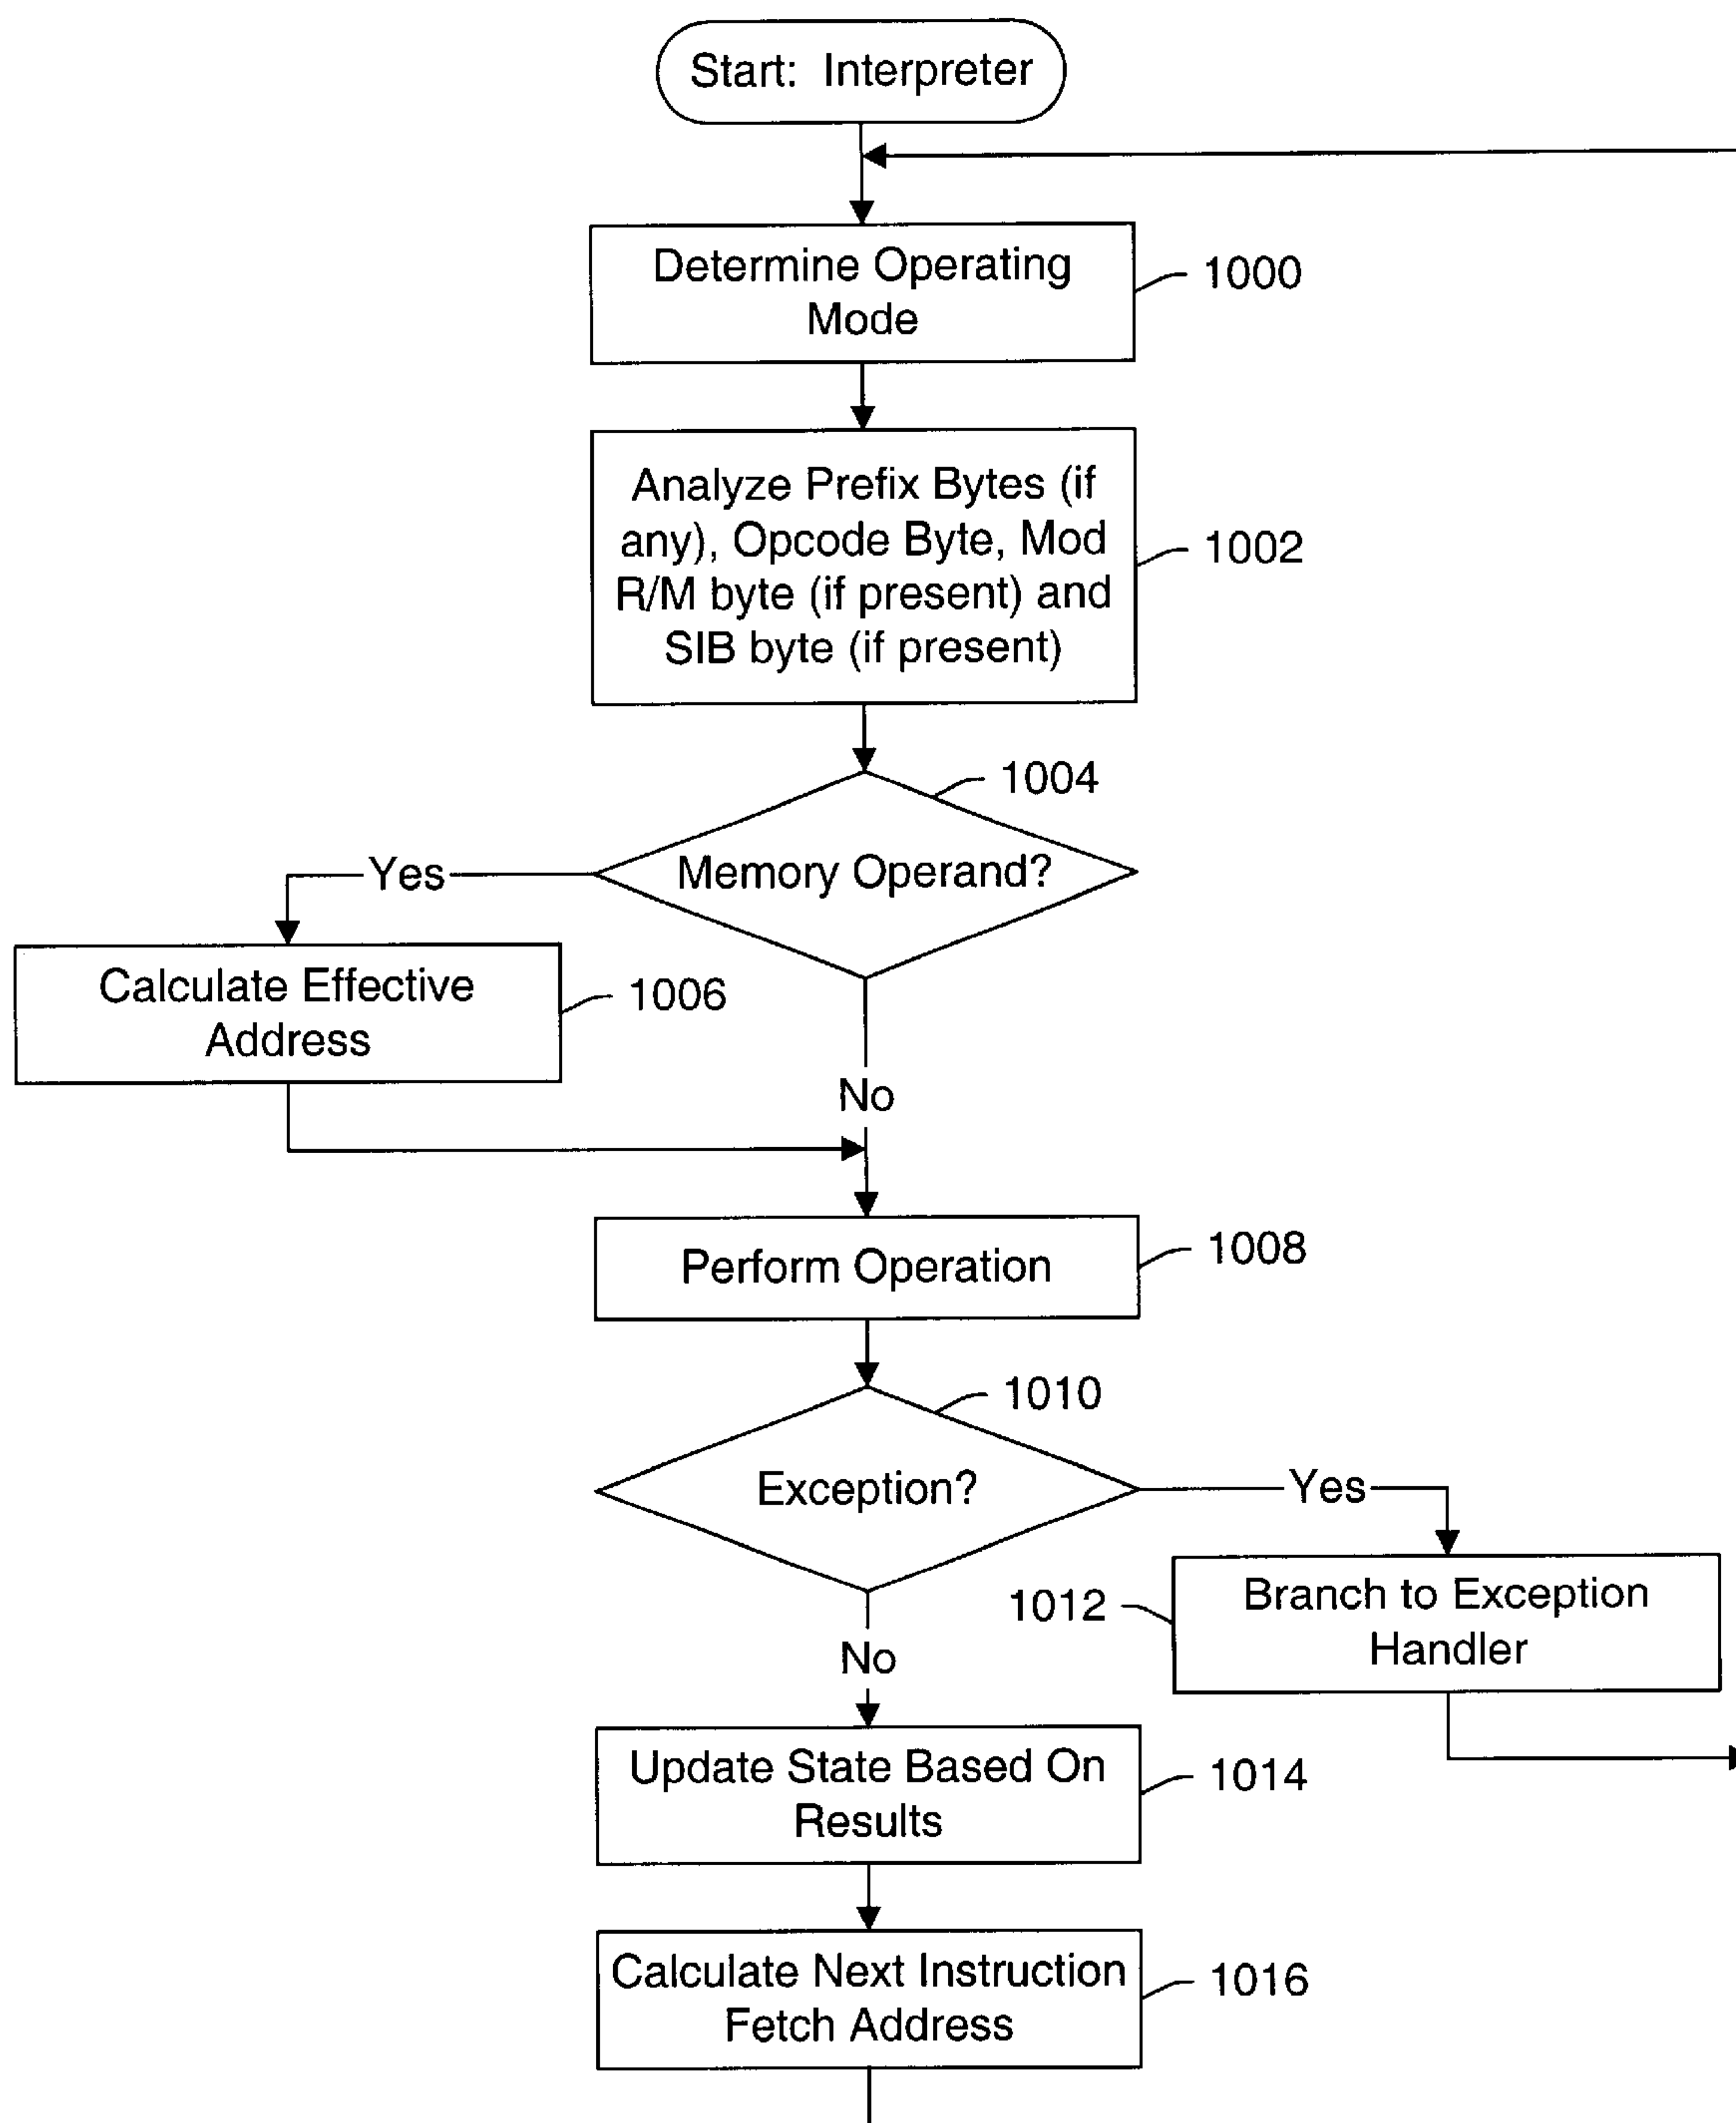 Start: Interpreter
Determine Operating
Mode
1000
Analyze Prefix Bytes (if
any), Opcode Byte, Mod
R/M byte (if present) and
SIB byte (if present)
1002
1004
Memory Operand?
Yes
Calculate Effective
Address
1006
No
Perform Operation
1008
1010
Exception?
Yes
1012
Branch to Exception
Handler
No
Update State Based On
Results
1014
Calculate Next Instruction
Fetch Address
1016